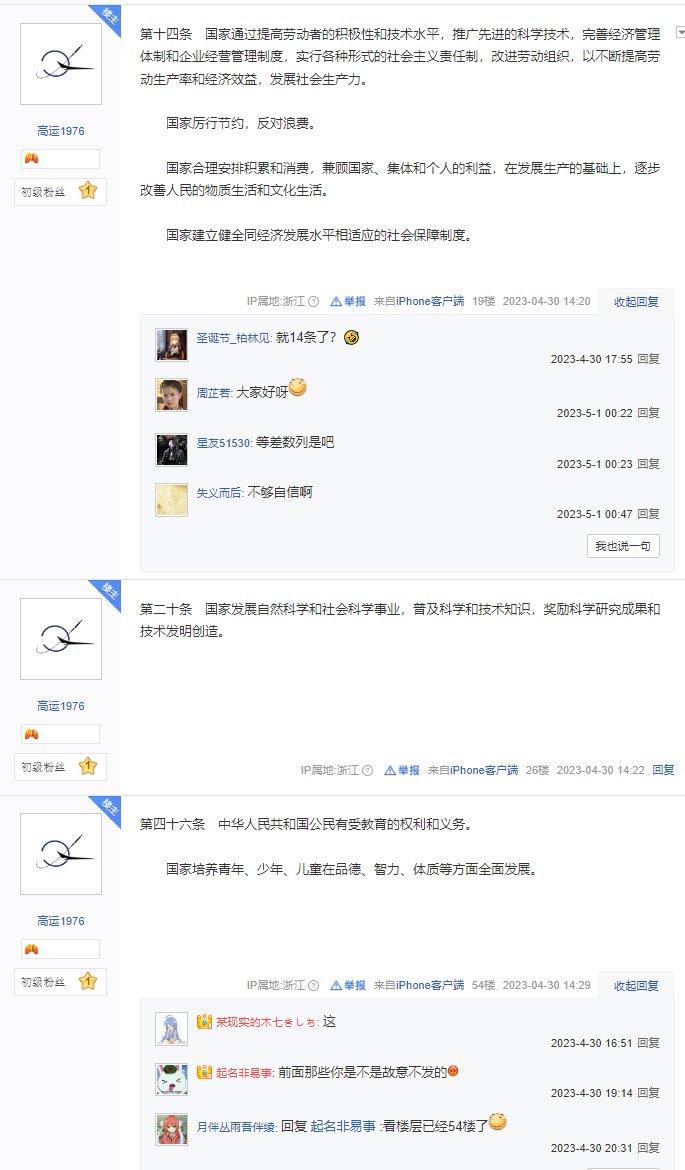 楼主
第十四条　国家通过提高劳动者的积极性和技术水平，推广先进的科学技术，完善经济管理
体制和企业经营管理制度，实行各种形式的社会主义责任制，改进劳动组织，以不断提高劳
动生产率和经济效益，发展社会生产力。
国家厉行节约，反对浪费。
高运1976
国家合理安排积累和消费，兼顾国家、集体和个人的利益，在发展生产的基础上，逐步
改善人民的物质生活和文化生活。
初级粉丝 1
国家建立健全同经济发展水平相适应的社会保障制度。
IP属地:浙江 举报 来自iPhone客户端 19楼 2023-04-30 14:20 收起回复
圣诞节_柏林见: 就14条了？
2023-4-30 17:55 回复
周芷若: 大家好呀
2023-5-1 00:22 回复
星友51530: 等差数列是吧
2023-5-1 00:23 回复
失义而后: 不够自信啊
2023-5-1 00:47 回复
我也说一句
楼主
第二十条　国家发展自然科学和社会科学事业，普及科学和技术知识，奖励科学研究成果和
技术发明创造。
高运1976
初级粉丝 1
IP属地:浙江 举报 来自iPhone客户端 26楼 2023-04-30 14:22 回复
楼主
第四十六条　中华人民共和国公民有受教育的权利和义务。
国家培养青年、少年、儿童在品德、智力、体质等方面全面发展。
高运1976
初级粉丝 1
IP属地:浙江 举报 来自iPhone客户端 54楼 2023-04-30 14:29 收起回复
某现实的木七きしち: 这
2023-4-30 16:51 回复
起名非易事: 前面那些你是不是故意不发的
2023-4-30 19:14 回复
月伴丛雨吾伴绫: 回复 起名非易事 :看楼层已经54楼了
2023-4-30 20:31 回复